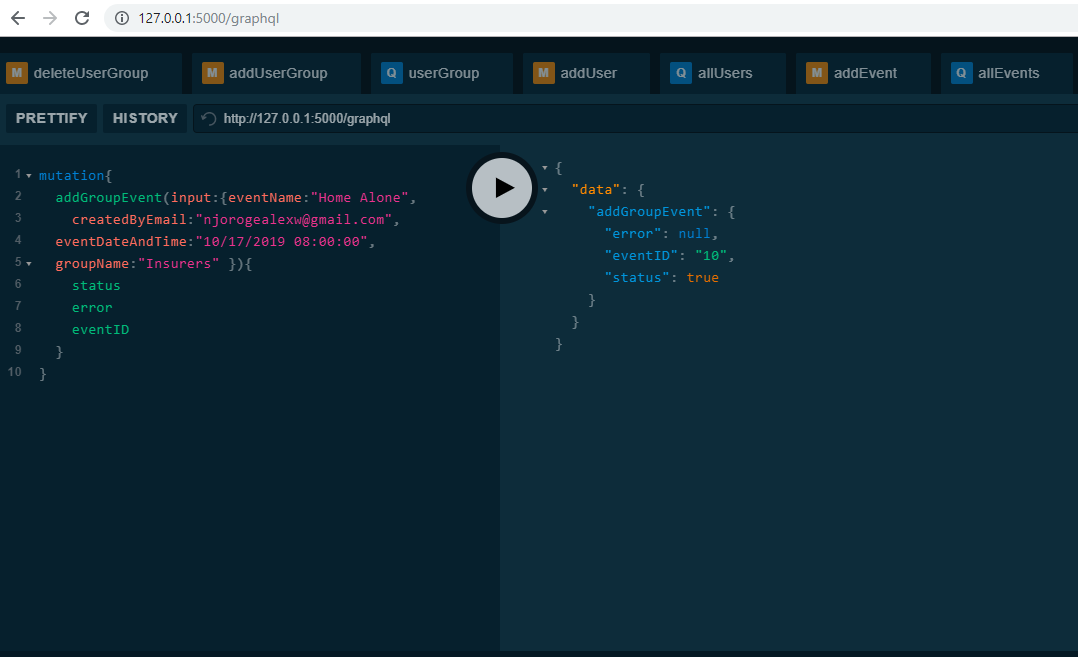 127.0.0.1:5000/graphql
M deleteUserGroup M addUserGroup Q userGroup M addUser Q allUsers M addEvent Q allEvents
PRETTIFY HISTORY http://127.0.0.1:5000/graphql
1 mutation{
2 addGroupEvent(input:{eventName:"Home Alone",
3 createdByEmail:"njorogealexw@gmail.com",
4 eventDateAndTime:"10/17/2019 08:00:00",
5 groupName:"Insurers" }){
6 status
7 error
8 eventID
9 }
10 }
{
"data": {
"addGroupEvent": {
"error": null,
"eventID": "10",
"status": true
}
}
}